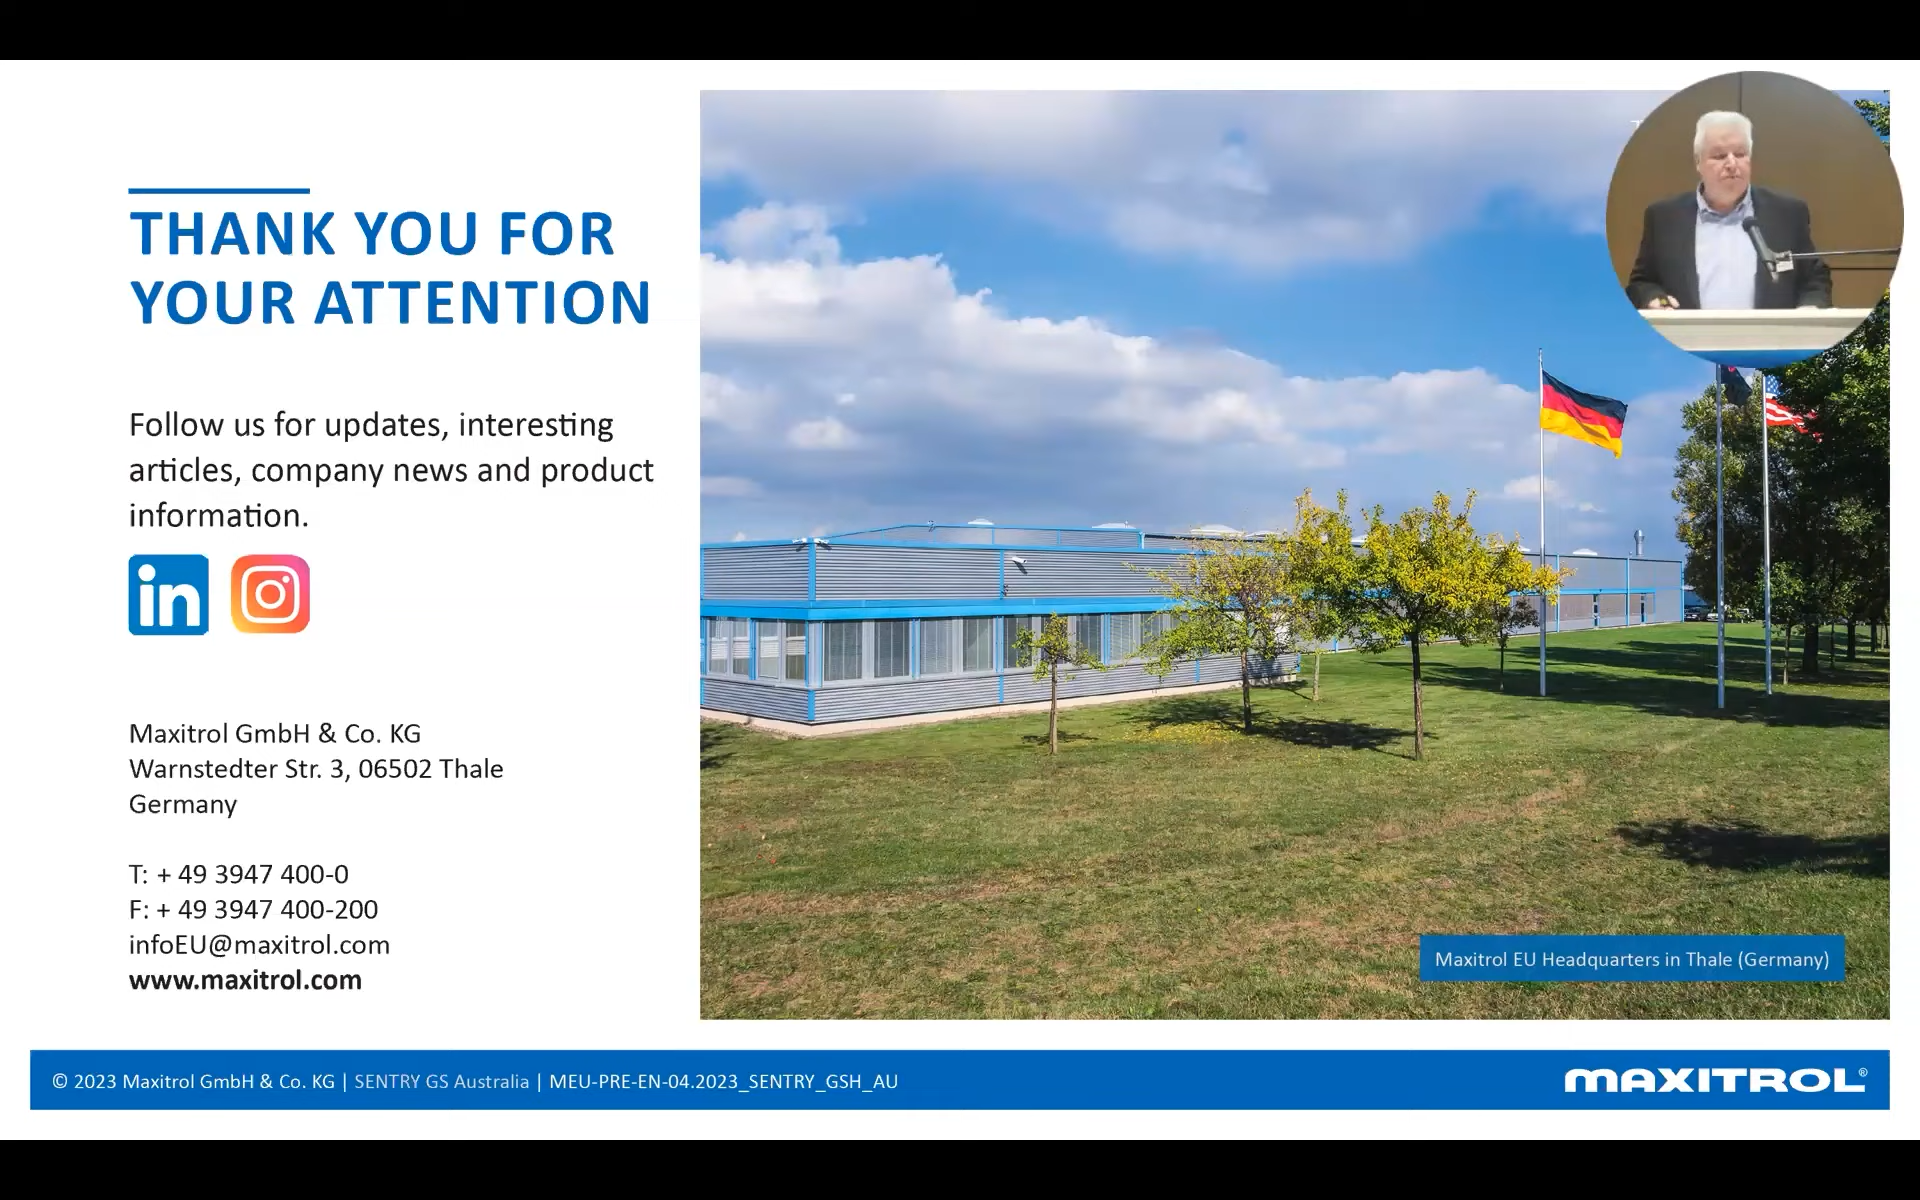 THANK YOU FOR
YOUR ATTENTION
Follow us for updates, interesting
articles, company news and product
information.
in
Maxitrol GmbH & Co. KG
Warnstedter Str. 3, 06502 Thale
Germany
T: + 49 3947 400-0
F: + 49 3947 400-200
infoEU@maxitrol.com
www.maxitrol.com
Maxitrol EU Headquarters in Thale (Germany)
© 2023 Maxitrol GmbH & Co. KG | SENTRY GS Australia | MEU-PRE-EN-04.2023_SENTRY_GSH_AU
MAXITROL®